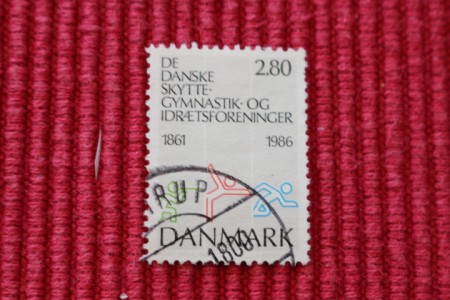 DE
DANSKE
SKYTTE-
GYMNASTIK- OG
IDRÆTSFORENINGER
2.80
1861 1986
DANMARK